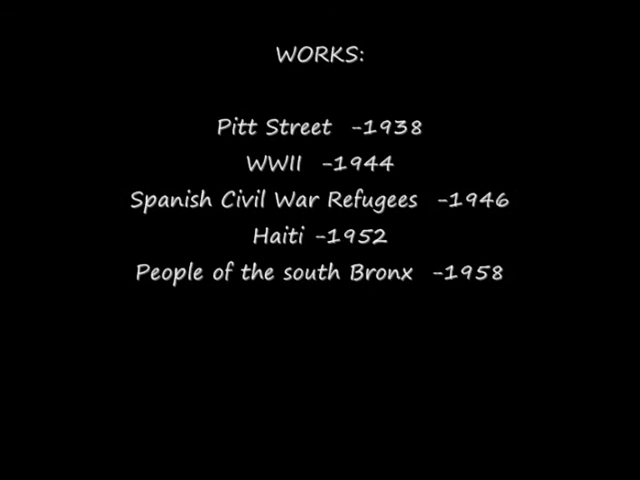 WORKS:
Pitt Street -1938
WWII -1944
Spanish Civil War Refugees -1946
Haiti -1952
People of the south Bronx -1958